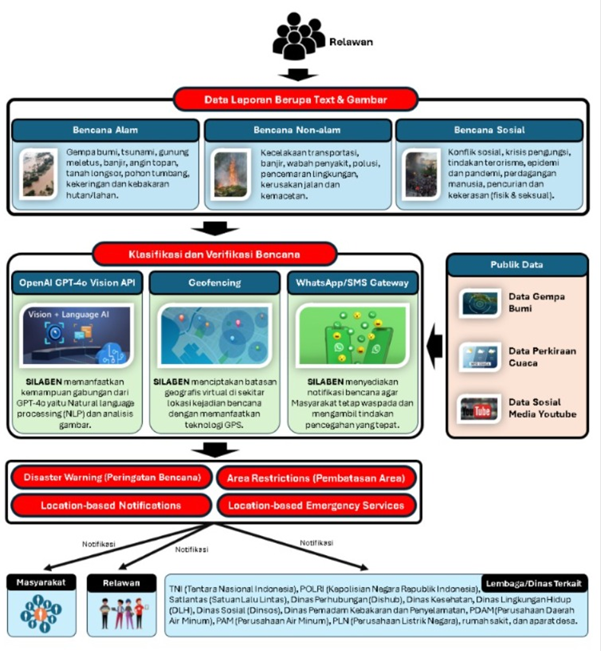 Relawan
Data Laporan Berupa Text & Gambar
Bencana Alam
Gempa bumi, tsunami, gunung
meletus, banjir, angin topan,
tanah longsor, pohon tumbang,
kekeringan dan kebakaran
hutan/lahan.
Bencana Non-alam
Kecelakaan transportasi,
banjir, wabah penyakit, polusi,
pencemaran lingkungan,
kerusakan jalan dan
kemacetan.
Bencana Sosial
Konflik sosial, krisis pengungsi,
tindakan terorisme, epidemi
dan pandemi, perdagangan
manusia, pencurian dan
kekerasan (fisik & seksual).
Klasifikasi dan Verifikasi Bencana
OpenAI GPT-4o Vision API
Vision + Language AI
SILABEN memanfaatkan
kemampuan gabungan dari
GPT-4o yaitu Natural language
processing (NLP) dan analisis
gambar.
Geofencing
SILABEN menciptakan batasan
geografis virtual di sekitar
lokasi kejadian bencana
dengan memanfaatkan
teknologi GPS.
WhatsApp/SMS Gateway
SILABEN menyediakan
notifikasi bencana agar
Masyarakat tetap waspada dan
mengambil tindakan
pencegahan yang tepat.
Publik Data
Data Gempa
Bumi
Data Perkiraan
Cuaca
YouTube
Data Sosial
Media Youtube
Disaster Warning (Peringatan Bencana)
Area Restrictions (Pembatasan Area)
Location-based Notifications
Location-based Emergency Services
Notifikasi
Notifikasi
Notifikasi
Masyarakat
Relawan
Lembaga/Dinas Terkait
TNI (Tentara Nasional Indonesia), POLRI (Kepolisian Negara Republik Indonesia),
Satlantas (Satuan Lalu Lintas), Dinas Perhubungan (Dishub), Dinas Kesehatan, Dinas Lingkungan Hidup
(DLH), Dinas Sosial (Dinsos), Dinas Pemadam Kebakaran dan Penyelamatan, PDAM (Perusahaan Daerah
Air Minum), PAM (Perusahaan Air Minum), PLN (Perusahaan Listrik Negara), rumah sakit, dan aparat desa.